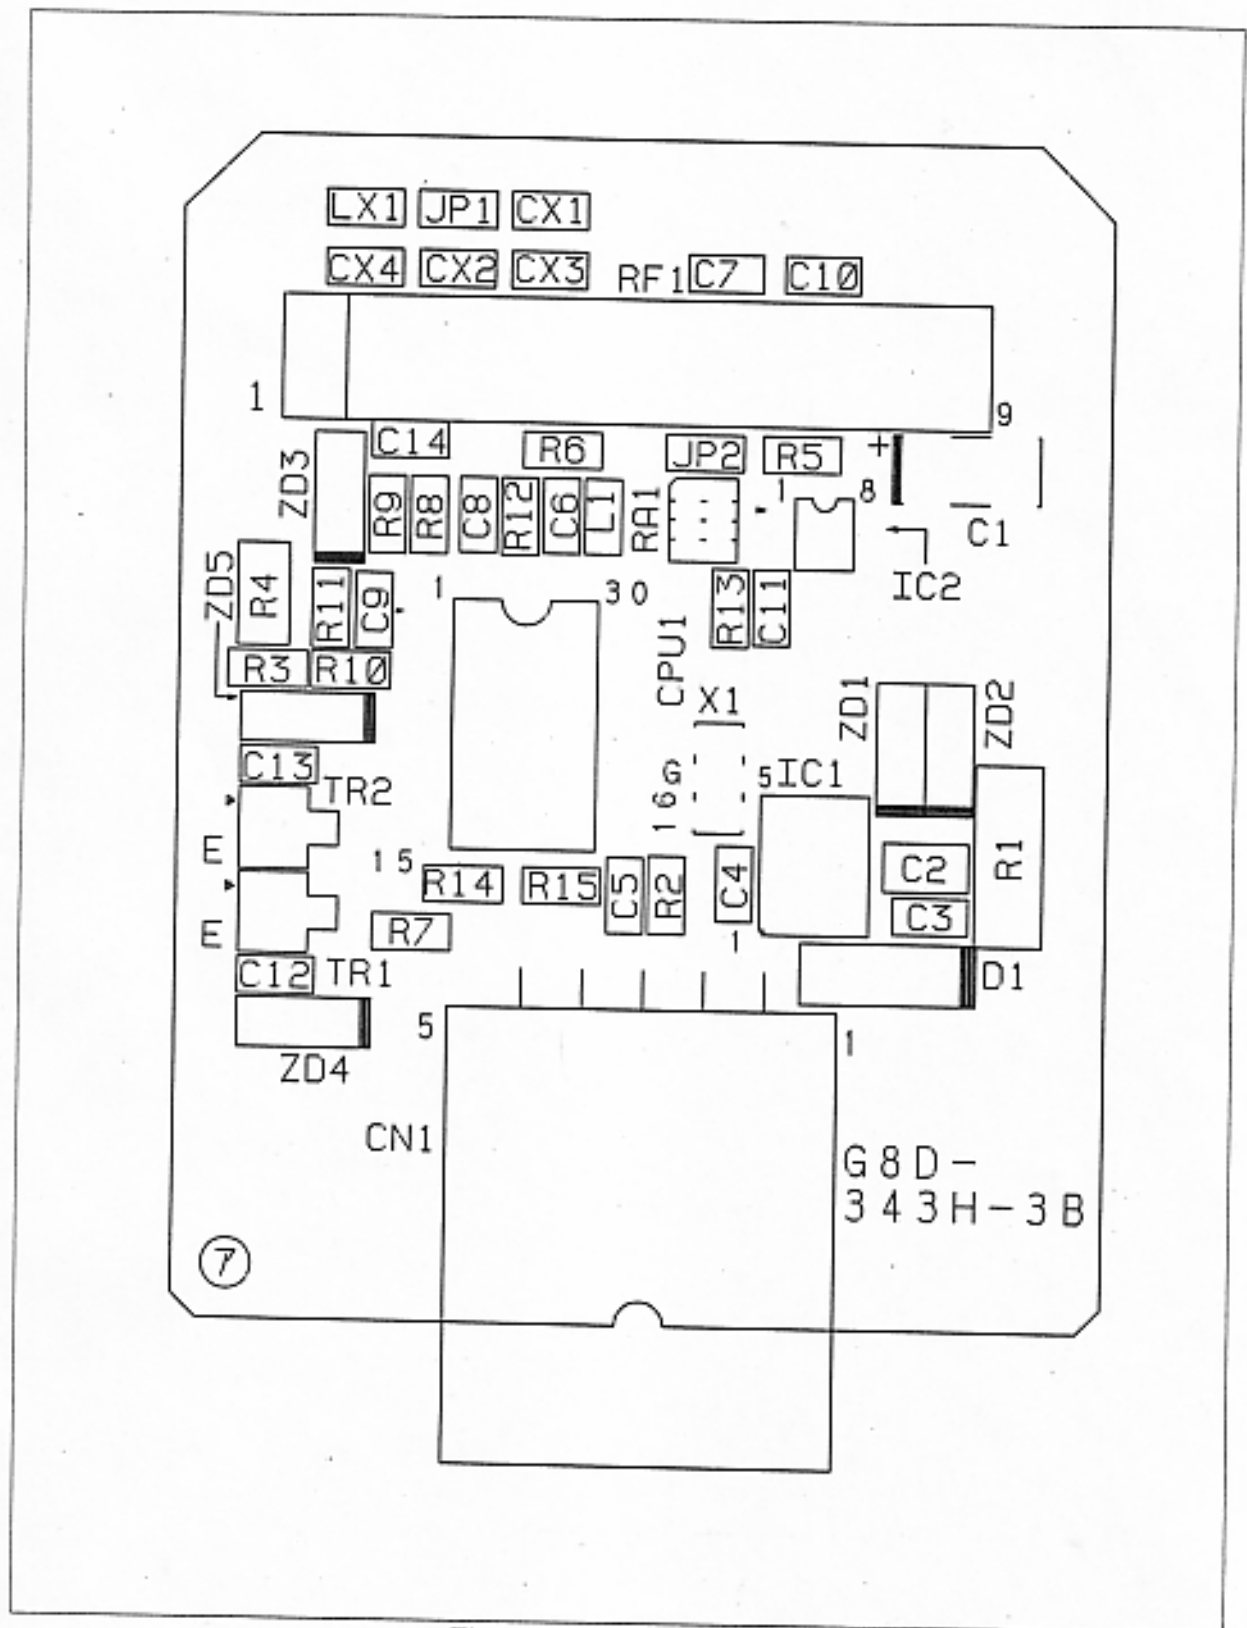 LX1 JP1 CX1
CX4 CX2 CX3 RF1 C7 C10
1
9
C14 R6 JP2 R5 +
ZD3 R9 R8 C8 R12 C6 L1 RA1 1 8 C1
IC2
ZD5 R4 R11 C9 1 30 R13 C11
CPU1
R3 R10
X1 ZD1 ZD2
C13 G 5 IC1
TR2 16
E 15 R14 R15 C5 R2 C4 C2 R1
E R7 1 C3
C12 TR1 D1
5 1
ZD4
CN1
G8D-
343H-3B
7